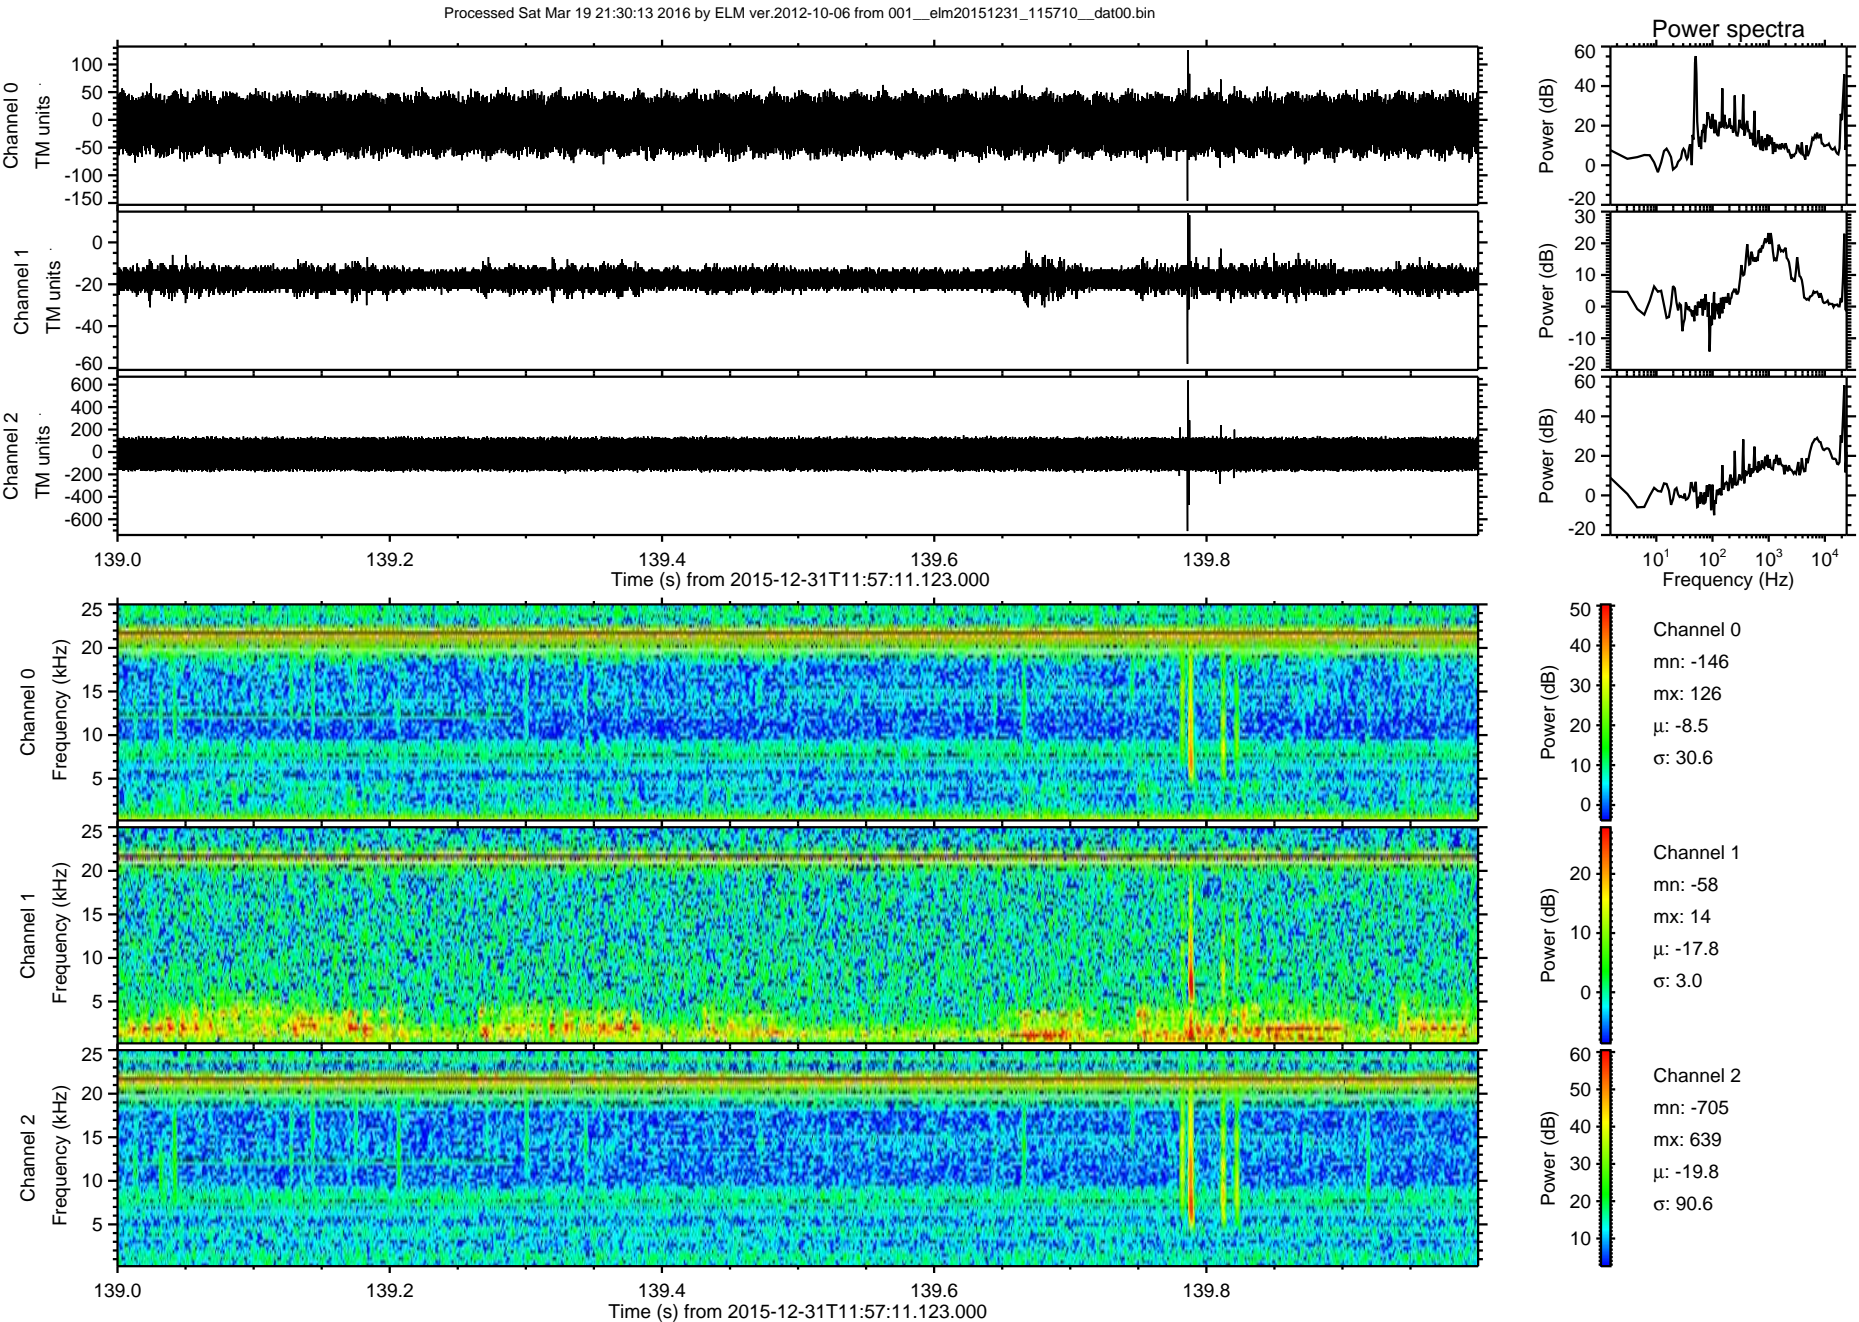 Processed Sat Mar 19 21:30:13 2016 by ELM ver.2012-10-06 from 001__elm20151231_115710__dat00.bin
Power spectra
Channel 0
TM units
100
50
0
-50
-100
-150
Power (dB)
60
40
20
0
-20
Channel 1
TM units
0
-20
-40
-60
Power (dB)
30
20
10
0
-10
-20
Channel 2
TM units
600
400
200
0
-200
-400
-600
Power (dB)
60
40
20
0
-20
139.0 139.2 139.4 139.6 139.8
Time (s) from 2015-12-31T11:57:11.123.000
10^1 10^2 10^3 10^4
Frequency (Hz)
Channel 0
Frequency (kHz)
25
20
15
10
5
Power (dB)
50
40
30
20
10
0
Channel 0
mn: -146
mx: 126
μ: -8.5
σ: 30.6
Channel 1
Frequency (kHz)
25
20
15
10
5
Power (dB)
20
10
0
Channel 1
mn: -58
mx: 14
μ: -17.8
σ: 3.0
Channel 2
Frequency (kHz)
25
20
15
10
5
Power (dB)
60
50
40
30
20
10
Channel 2
mn: -705
mx: 639
μ: -19.8
σ: 90.6
139.0 139.2 139.4 139.6 139.8
Time (s) from 2015-12-31T11:57:11.123.000